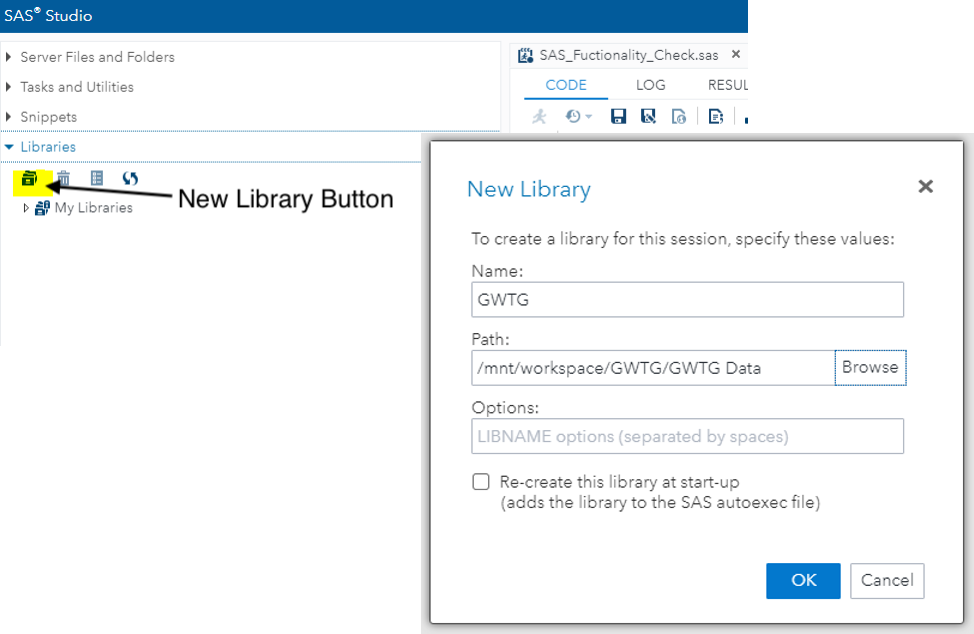 SAS® Studio
Server Files and Folders
Tasks and Utilities
Snippets
Libraries
New Library Button
My Libraries
SAS_Fuctionality_Check.sas
CODE LOG RESUL
New Library
To create a library for this session, specify these values:
Name:
GWTG
Path:
/mnt/workspace/GWTG/GWTG Data Browse
Options:
LIBNAME options (separated by spaces)
Re-create this library at start-up
(adds the library to the SAS autoexec file)
OK Cancel